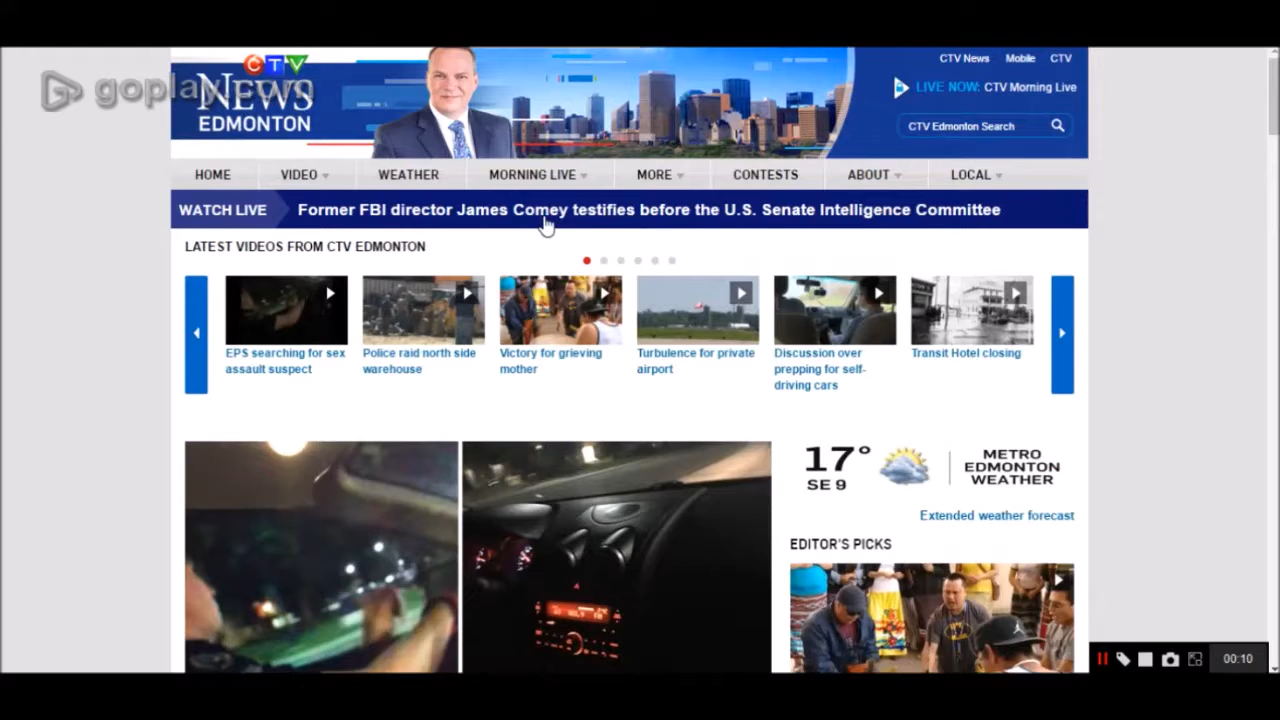 goplay.com
CTV
NEWS
EDMONTON
CTV News Mobile CTV
LIVE NOW: CTV Morning Live
CTV Edmonton Search
HOME VIDEO WEATHER MORNING LIVE MORE CONTESTS ABOUT LOCAL
WATCH LIVE Former FBI director James Comey testifies before the U.S. Senate Intelligence Committee
LATEST VIDEOS FROM CTV EDMONTON
EPS searching for sex
assault suspect
Police raid north side
warehouse
Victory for grieving
mother
Turbulence for private
airport
Discussion over
prepping for self-
driving cars
Transit Hotel closing
17°
SE 9
METRO
EDMONTON
WEATHER
Extended weather forecast
EDITOR'S PICKS
00:10